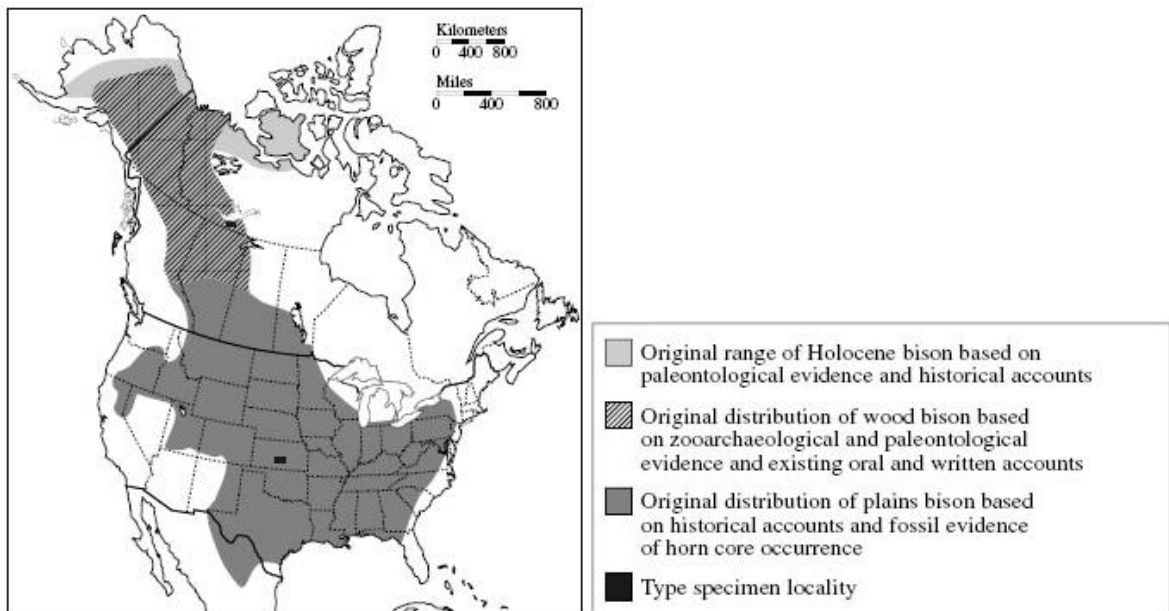 Kilometers
0 400 800
Miles
0 400 800
Original range of Holocene bison based on
paleontological evidence and historical accounts
Original distribution of wood bison based
on zooarchaeological and paleontological
evidence and existing oral and written accounts
Original distribution of plains bison based
on historical accounts and fossil evidence
of horn core occurrence
Type specimen locality